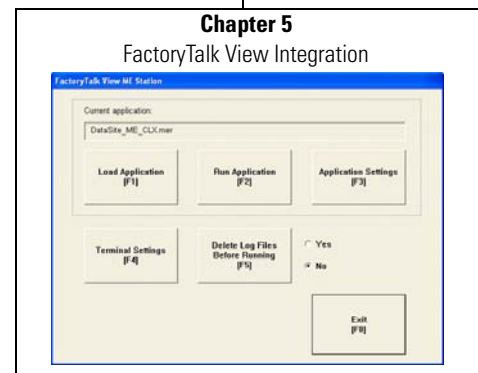 Chapter 5
FactoryTalk View Integration
FactoryTalk View ME Station
Current application:
DataSite_ME_CLX.mer
Load Application
[F1]
Run Application
[F2]
Application Settings
[F3]
Terminal Settings
[F4]
Delete Log Files
Before Running
[F5]
Yes
No
Exit
[F8]